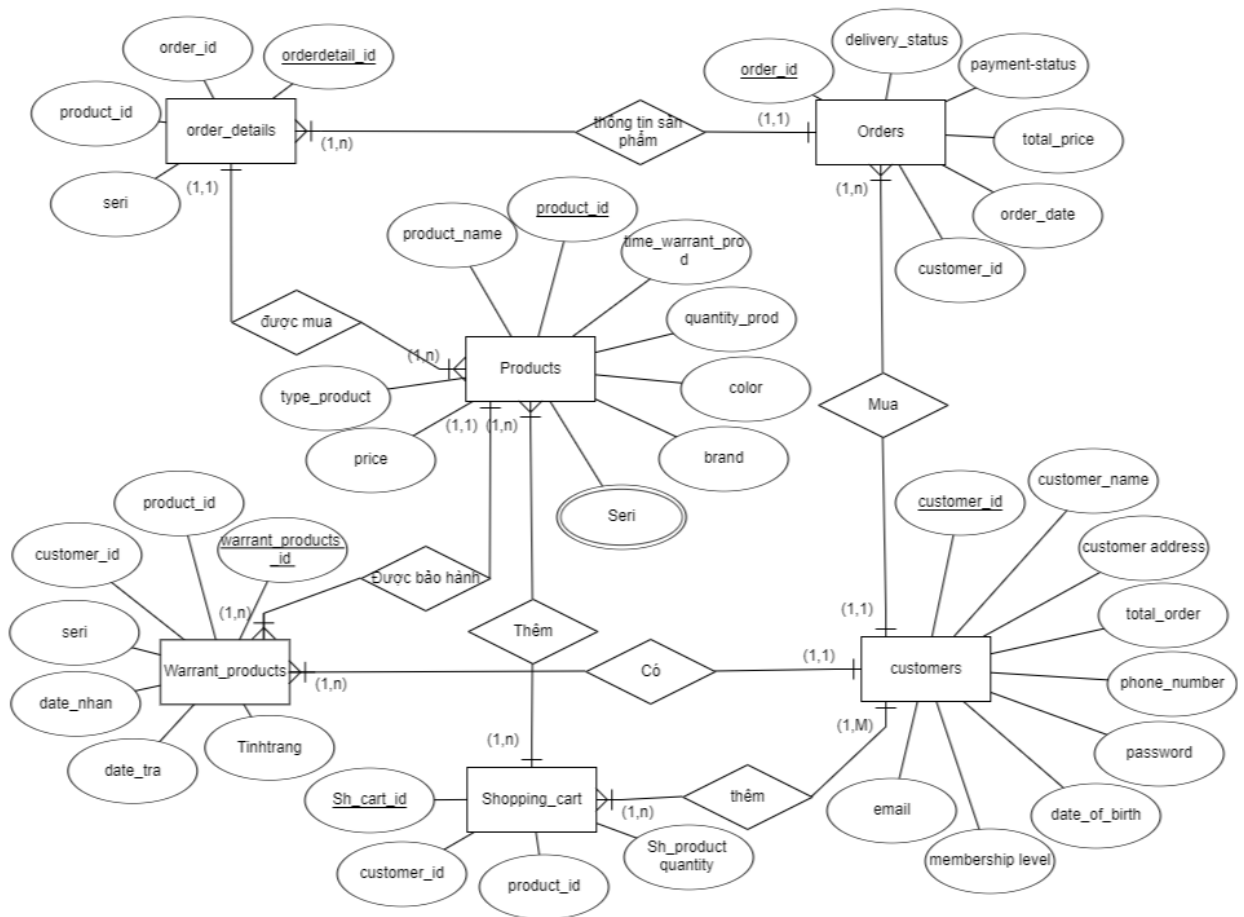 order_id
orderdetail_id
product_id
order_details
seri
(1,1)
(1,n)
thông tin sản
phẩm
(1,1)
order_id
delivery_status
payment-status
Orders
total_price
order_date
customer_id
(1,n)
product_name
product_id
time_warrant_pro
d
quantity_prod
color
brand
Seri
Products
type_product
price
(1,n)
(1,1)
(1,n)
được mua
Mua
product_id
customer_id
warrant_products
_id
seri
date_nhan
date_tra
Tinhtrang
Warrant_products
(1,n)
(1,n)
Được bảo hành
Thêm
Có
(1,1)
(1,1)
customer_id
customer_name
customer address
total_order
phone_number
password
date_of_birth
membership level
email
customers
(1,M)
thêm
(1,n)
(1,n)
Shopping_cart
Sh_cart_id
customer_id
product_id
Sh_product
quantity